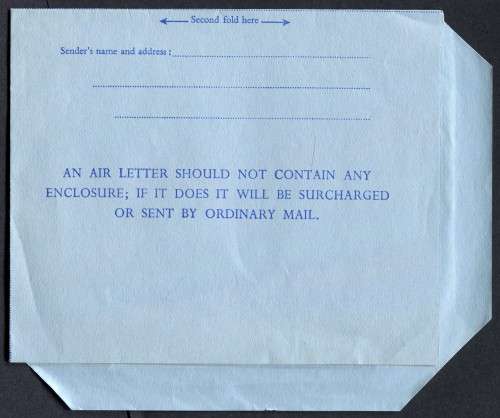 Second fold here
Sender's name and address:
AN AIR LETTER SHOULD NOT CONTAIN ANY
ENCLOSURE; IF IT DOES IT WILL BE SURCHARGED
OR SENT BY ORDINARY MAIL.